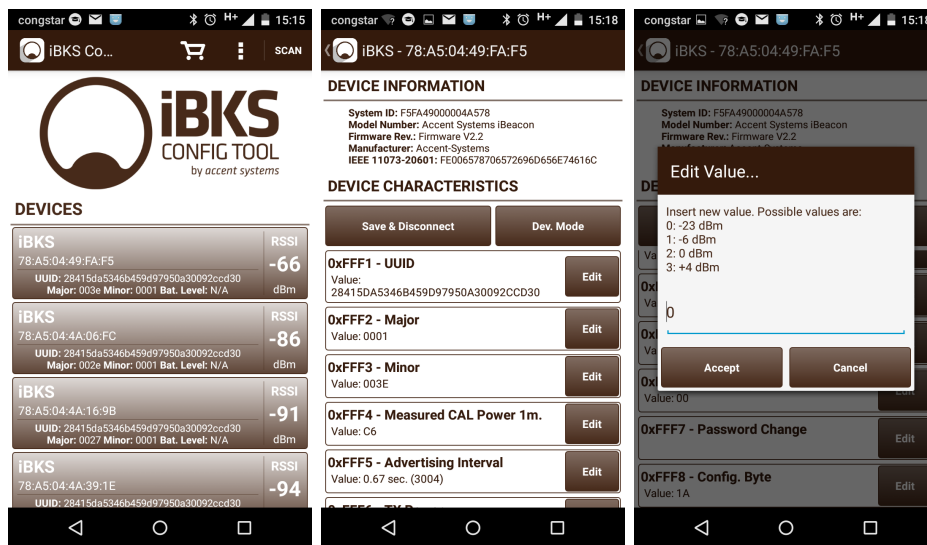 congstar H+ 15:15
iBKS Co... SCAN
iBKS
CONFIG TOOL
by accent systems
DEVICES
iBKS RSSI
78:A5:04:49:FA:F5 -66
UUID: 28415da5346b459d97950a30092ccd30
Major: 003e Minor: 0001 Bat. Level: N/A dBm
iBKS RSSI
78:A5:04:4A:06:FC -86
UUID: 28415da5346b459d97950a30092ccd30
Major: 002e Minor: 0001 Bat. Level: N/A dBm
iBKS RSSI
78:A5:04:4A:16:9B -91
UUID: 28415da5346b459d97950a30092ccd30
Major: 0027 Minor: 0001 Bat. Level: N/A dBm
iBKS RSSI
78:A5:04:4A:39:1E -94
UUID: 28415da5346b459d97950a30092ccd30
congstar H+ 15:18
iBKS - 78:A5:04:49:FA:F5
DEVICE INFORMATION
System ID: F5FA49000004A578
Model Number: Accent Systems iBeacon
Firmware Rev.: Firmware V2.2
Manufacturer: Accent-Systems
IEEE 11073-20601: FE006578706572696D656E74616C
DEVICE CHARACTERISTICS
Save & Disconnect Dev. Mode
0xFFF1 - UUID
Value:
28415DA5346B459D97950A30092CCD30
Edit
0xFFF2 - Major
Value: 0001
Edit
0xFFF3 - Minor
Value: 003E
Edit
0xFFF4 - Measured CAL Power 1m.
Value: C6
Edit
0xFFF5 - Advertising Interval
Value: 0.67 sec. (3004)
Edit
congstar H+ 15:18
iBKS - 78:A5:04:49:FA:F5
DEVICE INFORMATION
System ID: F5FA49000004A578
Model Number: Accent Systems iBeacon
Firmware Rev.: Firmware V2.2
Edit Value...
Insert new value. Possible values are:
0: -23 dBm
1: -6 dBm
2: 0 dBm
3: +4 dBm
0
Accept Cancel
Value: 00
Edit
0xFFF7 - Password Change
Edit
0xFFF8 - Config. Byte
Value: 1A
Edit